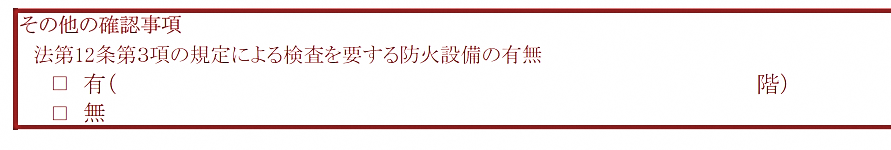 その他の確認事項
法第12条第3項の規定による検査を要する防火設備の有無
□ 有( 階)
□ 無